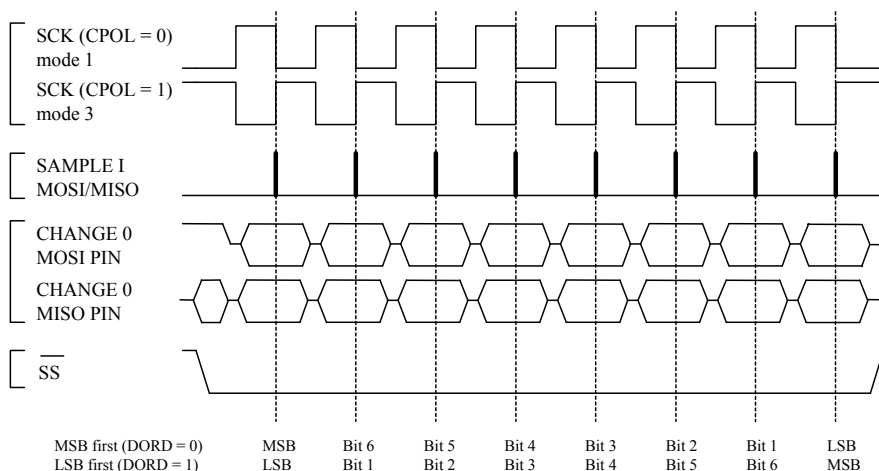 SCK (CPOL = 0)
mode 1
SCK (CPOL = 1)
mode 3
SAMPLE I
MOSI/MISO
CHANGE 0
MOSI PIN
CHANGE 0
MISO PIN
SS
MSB first (DORD = 0) MSB Bit 6 Bit 5 Bit 4 Bit 3 Bit 2 Bit 1 LSB
LSB first (DORD = 1) LSB Bit 1 Bit 2 Bit 3 Bit 4 Bit 5 Bit 6 MSB